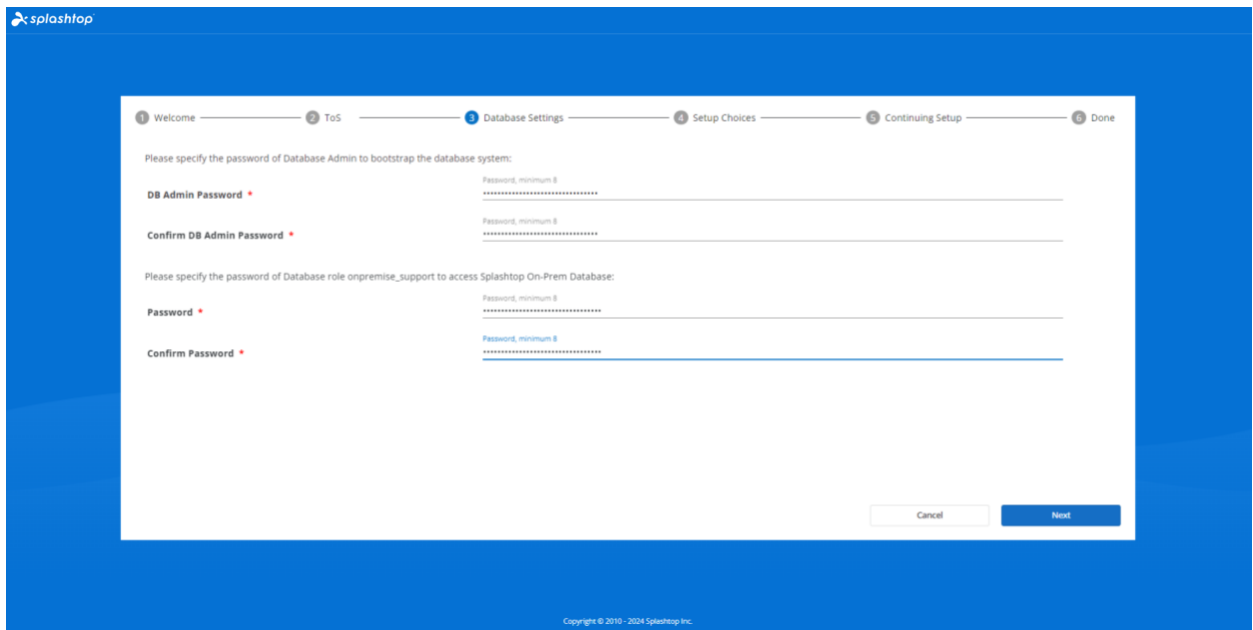 splashtop
1 Welcome 2 ToS 3 Database Settings 4 Setup Choices 5 Continuing Setup 6 Done
Please specify the password of Database Admin to bootstrap the database system:
Password, minimum 8
DB Admin Password *
Password, minimum 8
Confirm DB Admin Password *
Please specify the password of Database role onpremise_support to access Splashtop On-Prem Database:
Password, minimum 8
Password *
Password, minimum 8
Confirm Password *
Cancel Next
Copyright © 2010 - 2024 Splashtop Inc.